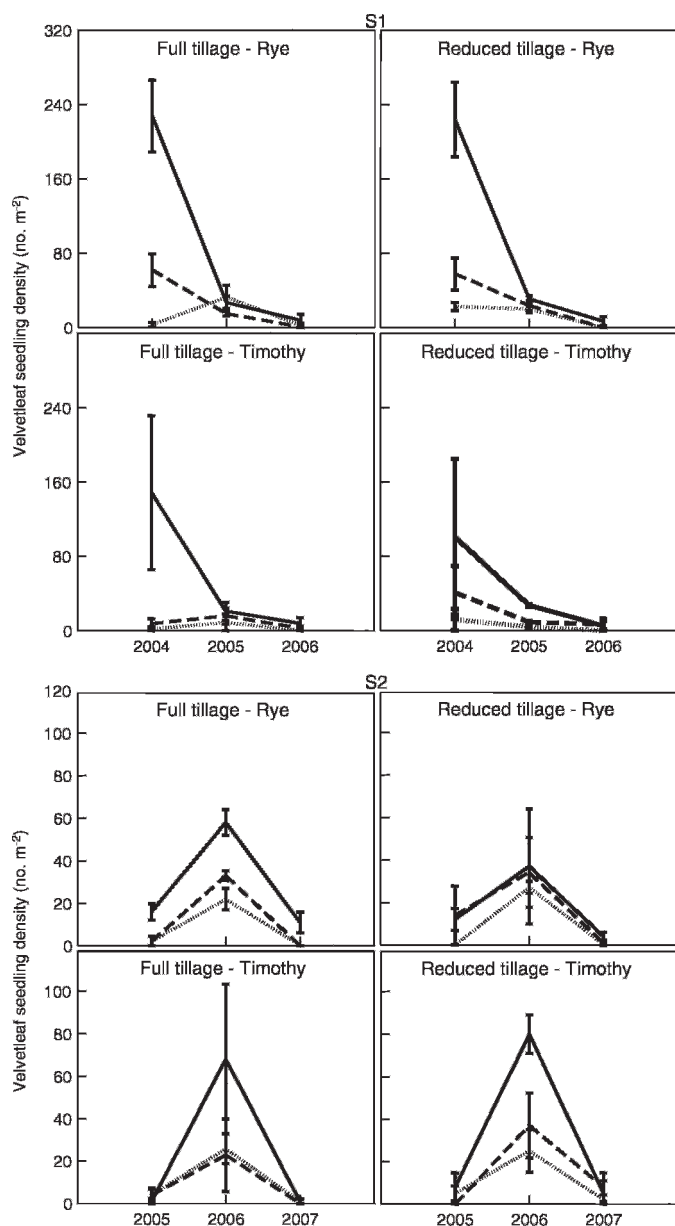 S1
320
240
160
80
0
Full tillage - Rye
Reduced tillage - Rye
Velvetleaf seedling density (no. m⁻²)
240
160
80
0
Full tillage - Timothy
Reduced tillage - Timothy
2004 2005 2006
2004 2005 2006
S2
120
100
80
60
40
20
0
Full tillage - Rye
Reduced tillage - Rye
Velvetleaf seedling density (no. m⁻²)
100
80
60
40
20
0
Full tillage - Timothy
Reduced tillage - Timothy
2005 2006 2007
2005 2006 2007